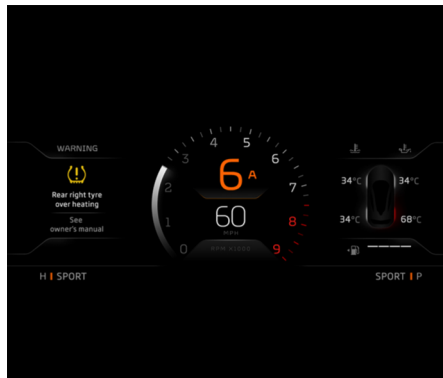 WARNING
Rear right tyre
over heating
See
owner's manual
H SPORT
0
1
2
3
4
5
6
7
8
9
6 A
60
MPH
34°C 34°C
34°C 68°C
SPORT P